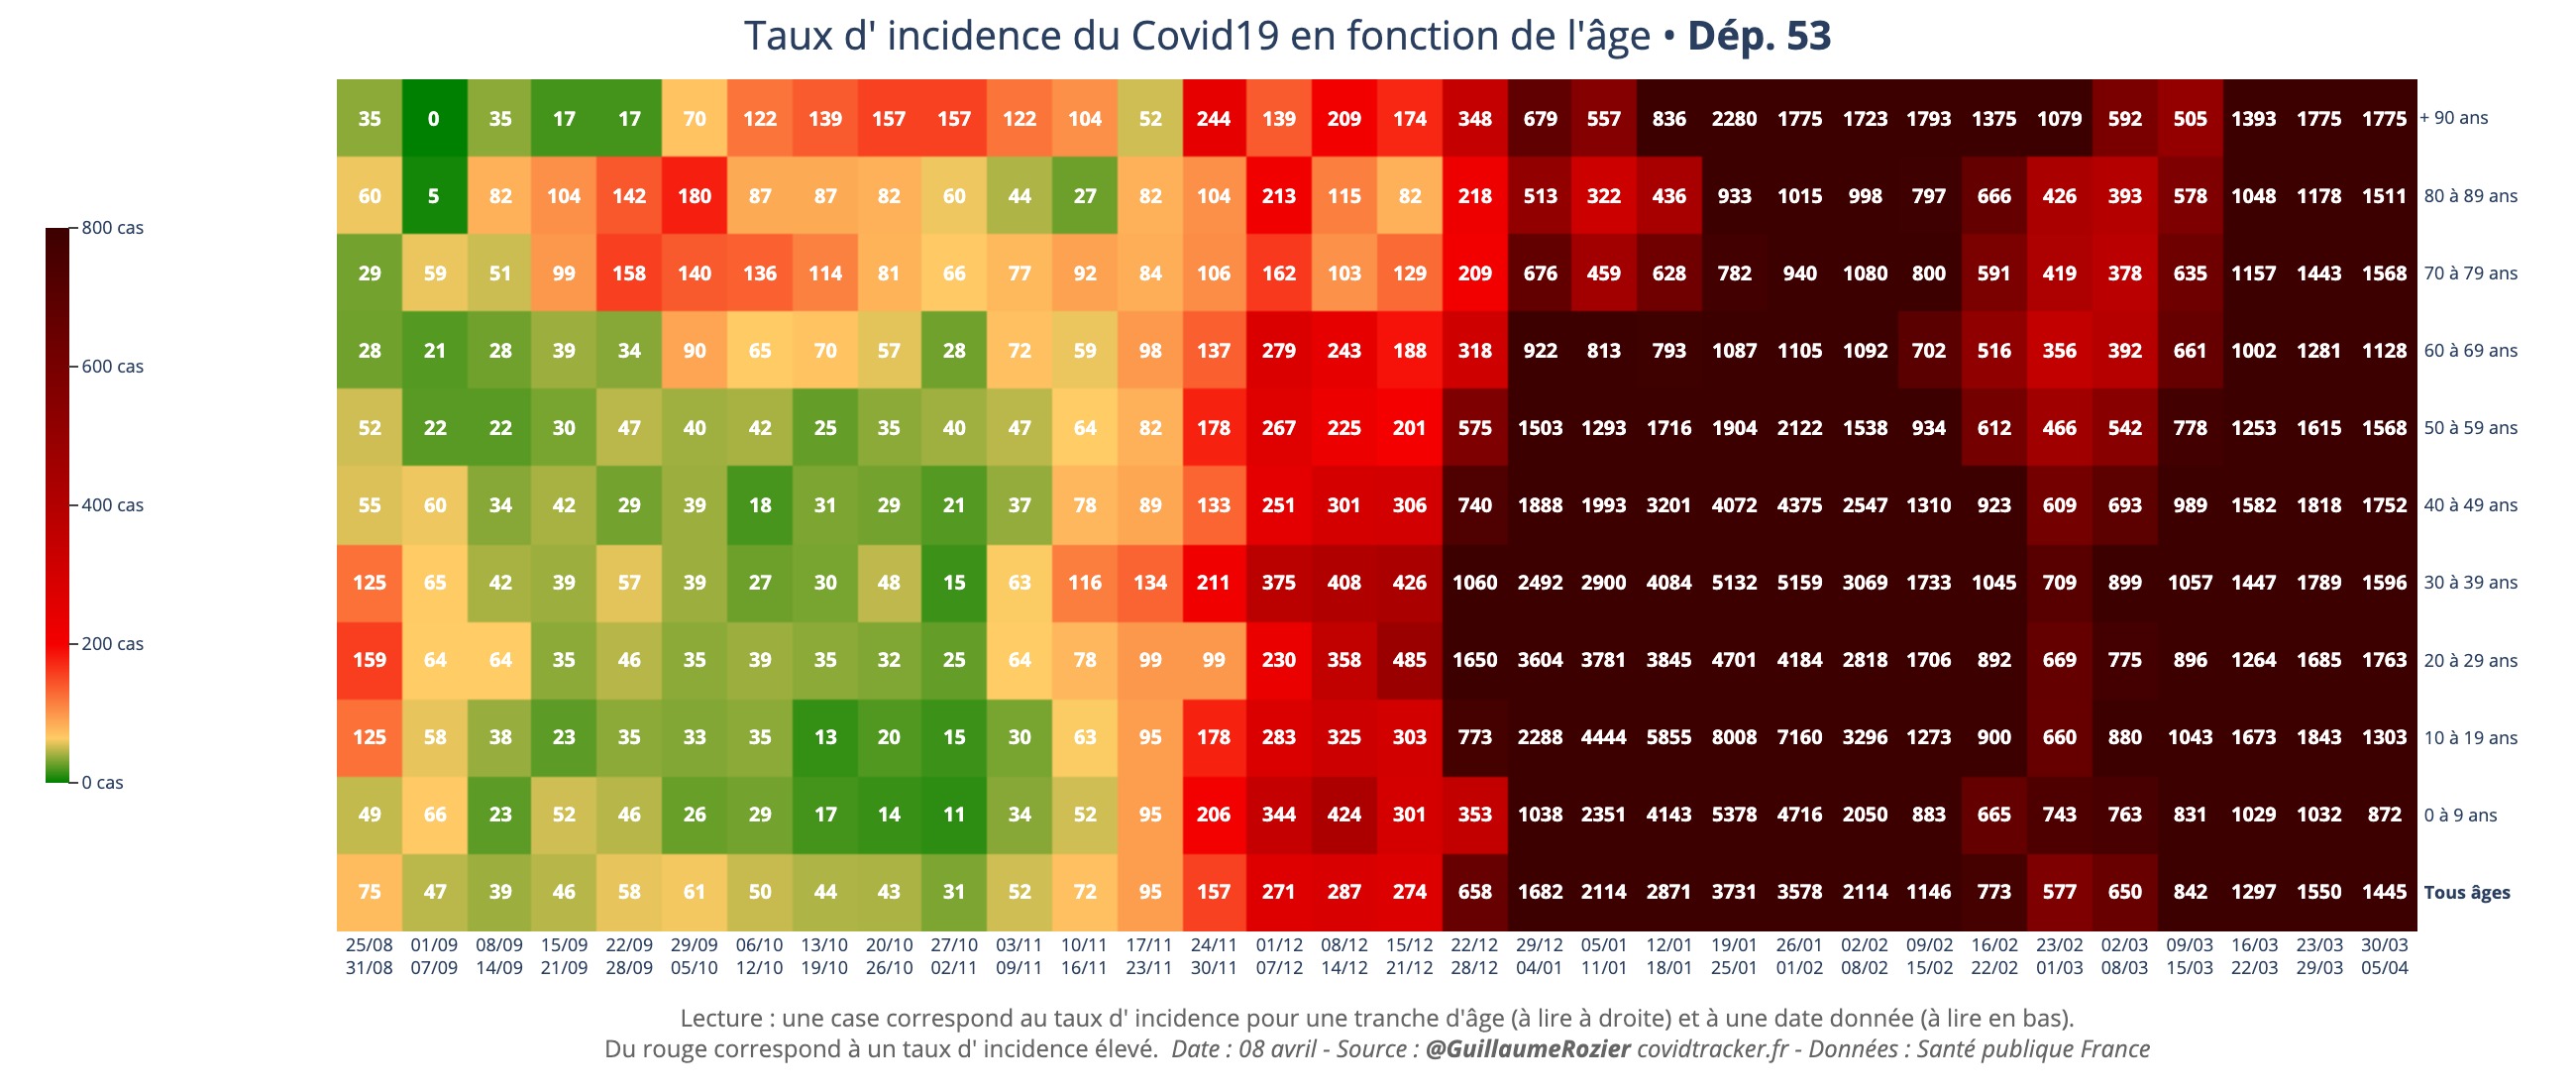 Taux d' incidence du Covid19 en fonction de l'âge • Dép. 53
35 0 35 17 17 70 122 139 157 157 122 104 52 244 139 209 174 348 679 557 836 2280 1775 1723 1793 1375 1079 592 505 1393 1775 1775 + 90 ans
60 5 82 104 142 180 87 87 82 60 44 27 82 104 213 115 82 218 513 322 436 933 1015 998 797 666 426 393 578 1048 1178 1511 80 à 89 ans
800 cas
29 59 51 99 158 140 136 114 81 66 77 92 84 106 162 103 129 209 676 459 628 782 940 1080 800 591 419 378 635 1157 1443 1568 70 à 79 ans
28 21 28 39 34 90 65 70 57 28 72 59 98 137 279 243 188 318 922 813 793 1087 1105 1092 702 516 356 392 661 1002 1281 1128 60 à 69 ans
600 cas
52 22 22 30 47 40 42 25 35 40 47 64 82 178 267 225 201 575 1503 1293 1716 1904 2122 1538 934 612 466 542 778 1253 1615 1568 50 à 59 ans
400 cas
55 60 34 42 29 39 18 31 29 21 37 78 89 133 251 301 306 740 1888 1993 3201 4072 4375 2547 1310 923 609 693 989 1582 1818 1752 40 à 49 ans
125 65 42 39 57 39 27 30 48 15 63 116 134 211 375 408 426 1060 2492 2900 4084 5132 5159 3069 1733 1045 709 899 1057 1447 1789 1596 30 à 39 ans
200 cas
159 64 64 35 46 35 39 35 32 25 64 78 99 99 230 358 485 1650 3604 3781 3845 4701 4184 2818 1706 892 669 775 896 1264 1685 1763 20 à 29 ans
125 58 38 23 35 33 35 13 20 15 30 63 95 178 283 325 303 773 2288 4444 5855 8008 7160 3296 1273 900 660 880 1043 1673 1843 1303 10 à 19 ans
0 cas
49 66 23 52 46 26 29 17 14 11 34 52 95 206 344 424 301 353 1038 2351 4143 5378 4716 2050 883 665 743 763 831 1029 1032 872 0 à 9 ans
75 47 39 46 58 61 50 44 43 31 52 72 95 157 271 287 274 658 1682 2114 2871 3731 3578 2114 1146 773 577 650 842 1297 1550 1445 Tous âges
25/08 01/09 08/09 15/09 22/09 29/09 06/10 13/10 20/10 27/10 03/11 10/11 17/11 24/11 01/12 08/12 15/12 22/12 29/12 05/01 12/01 19/01 26/01 02/02 09/02 16/02 23/02 02/03 09/03 16/03 23/03 30/03
31/08 07/09 14/09 21/09 28/09 05/10 12/10 19/10 26/10 02/11 09/11 16/11 23/11 30/11 07/12 14/12 21/12 28/12 04/01 11/01 18/01 25/01 01/02 08/02 15/02 22/02 01/03 08/03 15/03 22/03 29/03 05/04
Lecture : une case correspond au taux d' incidence pour une tranche d'âge (à lire à droite) et à une date donnée (à lire en bas).
Du rouge correspond à un taux d' incidence élevé. Date : 08 avril - Source : @GuillaumeRozier covidtracker.fr - Données : Santé publique France